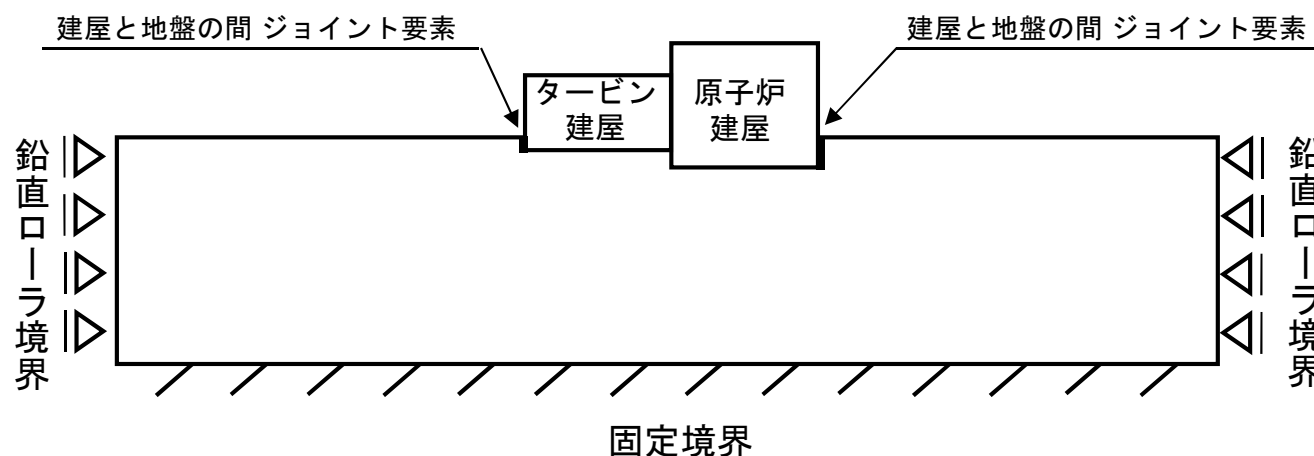 建屋と地盤の間 ジョイント要素
建屋と地盤の間 ジョイント要素
タービン
建屋
原子炉
建屋
鉛直ローラ境界
鉛直ローラ境界
固定境界